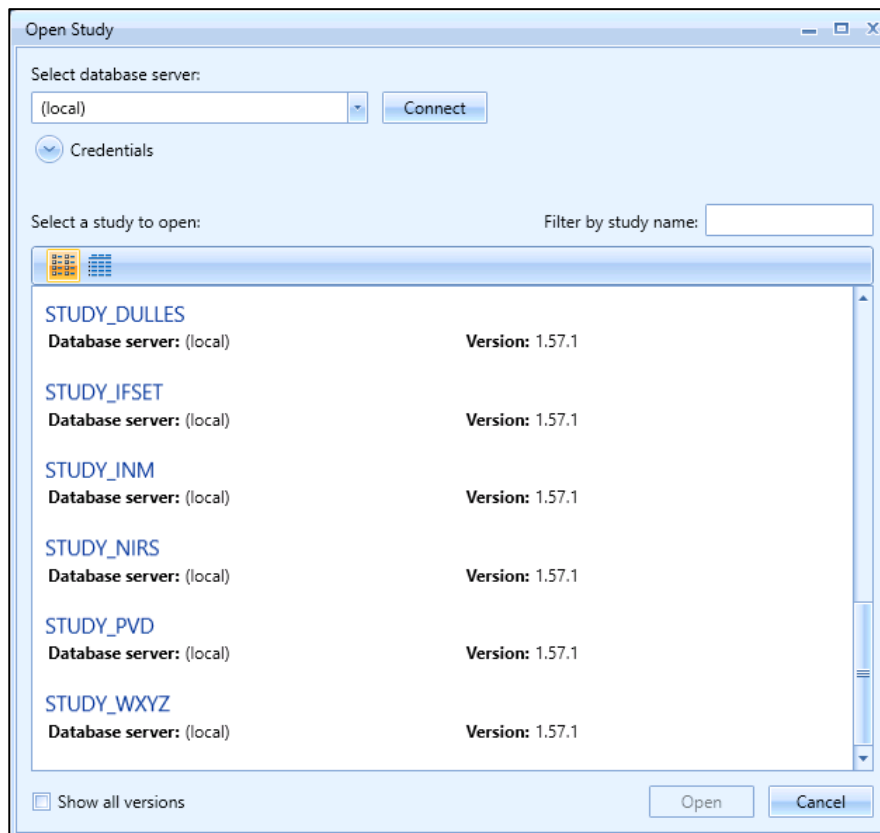 Open Study
Select database server:
(local) Connect
Credentials
Select a study to open: Filter by study name:
STUDY_DULLES
Database server: (local) Version: 1.57.1
STUDY_IFSET
Database server: (local) Version: 1.57.1
STUDY_INM
Database server: (local) Version: 1.57.1
STUDY_NIRS
Database server: (local) Version: 1.57.1
STUDY_PVD
Database server: (local) Version: 1.57.1
STUDY_WXYZ
Database server: (local) Version: 1.57.1
Show all versions Open Cancel